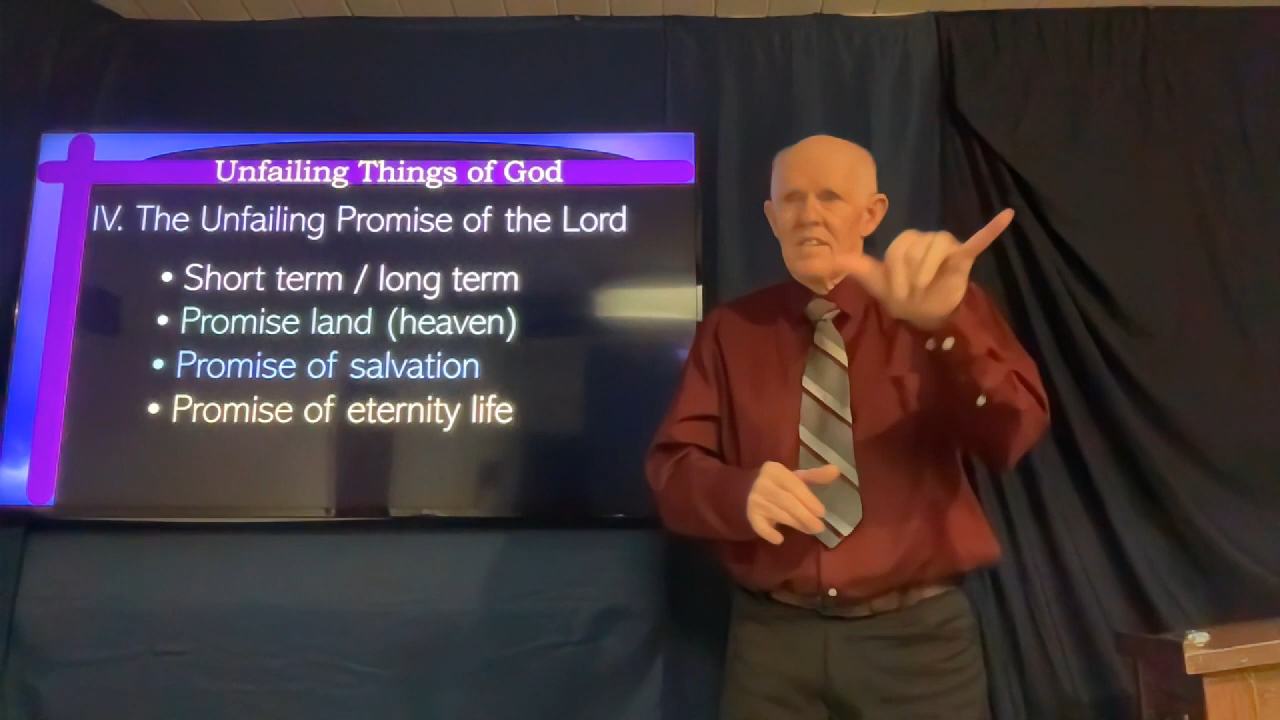 Unfailing Things of God
IV. The Unfailing Promise of the Lord
• Short term / long term
• Promise land (heaven)
• Promise of salvation
• Promise of eternity life